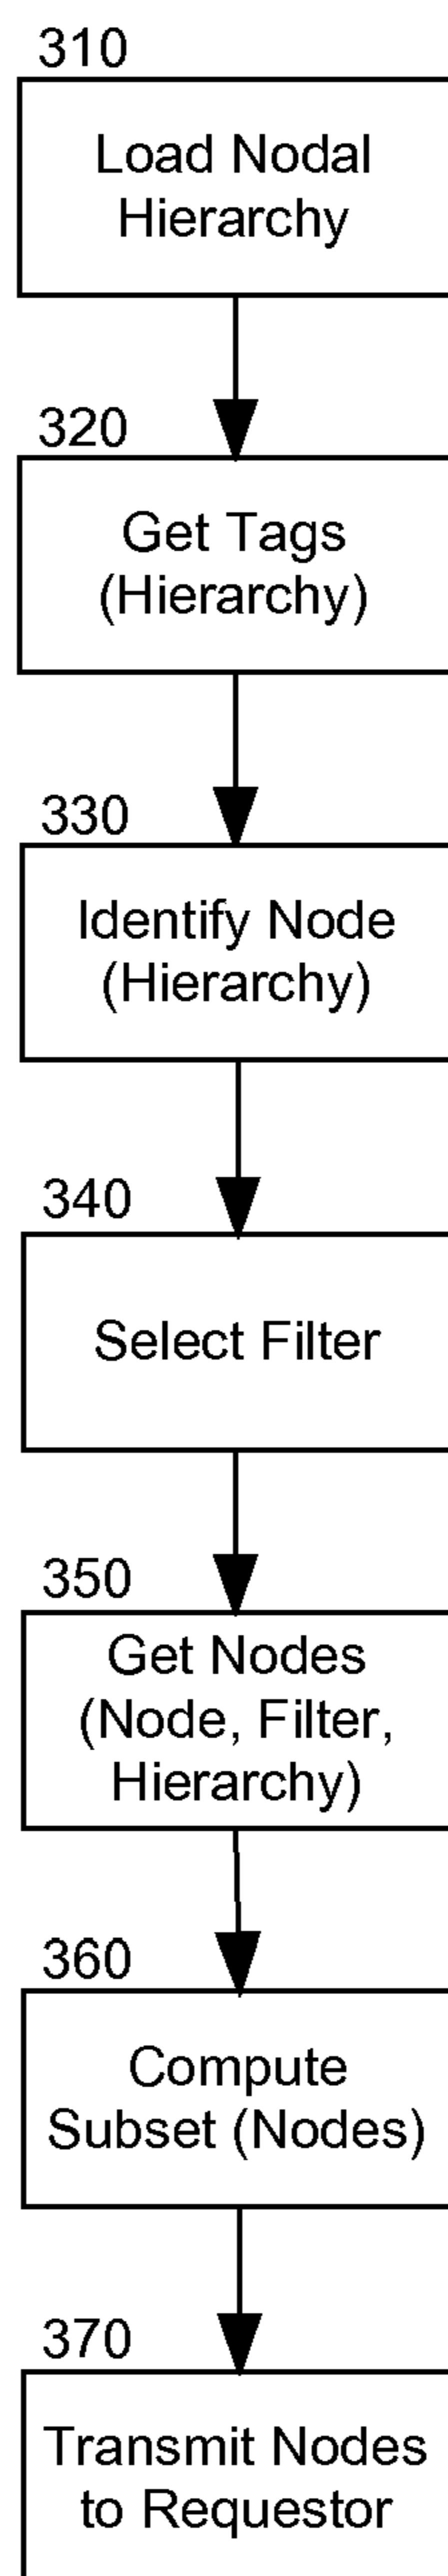 310
Load Nodal
Hierarchy
320
Get Tags
(Hierarchy)
330
Identify Node
(Hierarchy)
340
Select Filter
350
Get Nodes
(Node, Filter,
Hierarchy)
360
Compute
Subset (Nodes)
370
Transmit Nodes
to Requestor